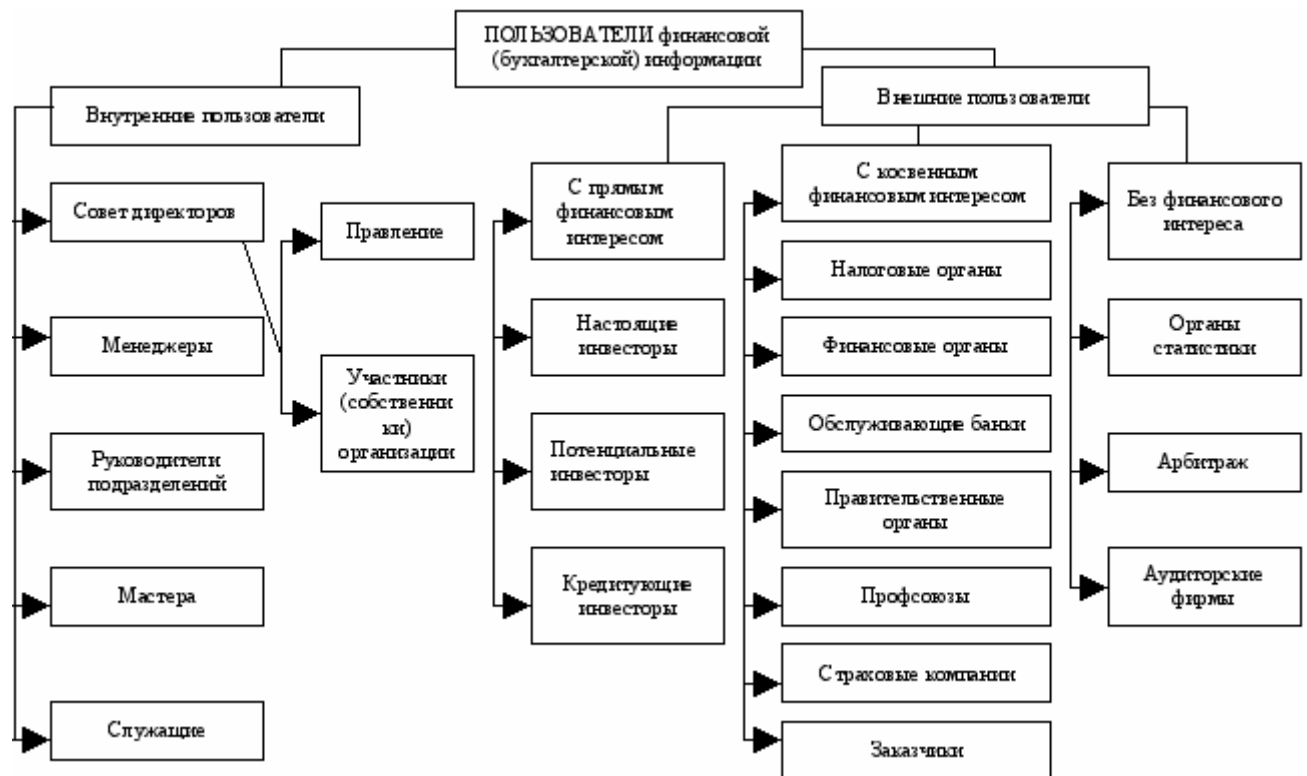 ПОЛЬЗОВАТЕЛИ финансовой
(бухгалтерской) информации
Внутренние пользователи
Совет директоров
Правление
Участники
(собственни
ки)
организации
Менеджеры
Руководители
подразделений
Мастера
Служащие
Внешние пользователи
С прямым
финансовым
интересом
Настоящие
инвесторы
Потенциальные
инвесторы
Кредитующие
инвесторы
С косвенным
финансовым интересом
Налоговые органы
Финансовые органы
Обслуживающие банки
Правительственные
органы
Профсоюзы
Страховые компании
Заказчики
Без финансового
интереса
Органы
статистики
Арбитраж
Аудиторские
фирмы